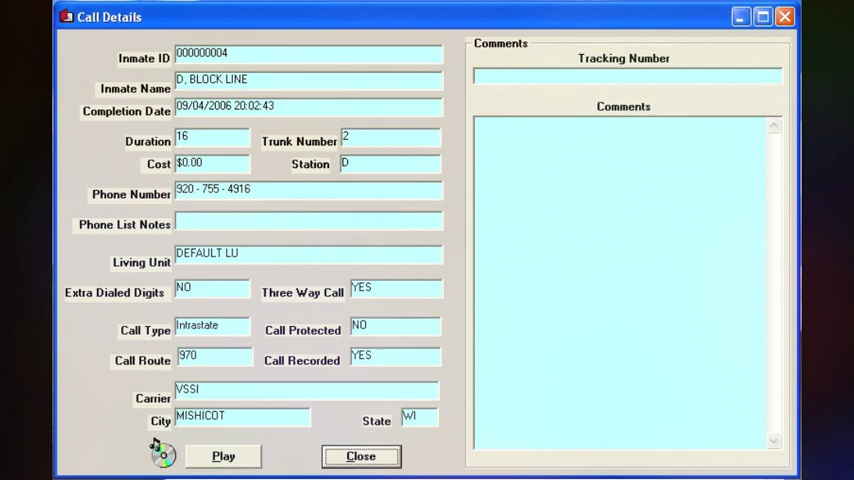 Call Details
Inmate ID 000000004
Inmate Name D, BLOCK LINE
Completion Date 09/04/2006 20:02:43
Duration 16 Trunk Number 2
Cost $0.00 Station D
Phone Number 920 - 755 - 4916
Phone List Notes
Living Unit DEFAULT LU
Extra Dialed Digits NO Three Way Call YES
Call Type Intrastate Call Protected NO
Call Route 970 Call Recorded YES
Carrier VSSI
City MISHICOT State WI
Play Close
Comments
Tracking Number
Comments